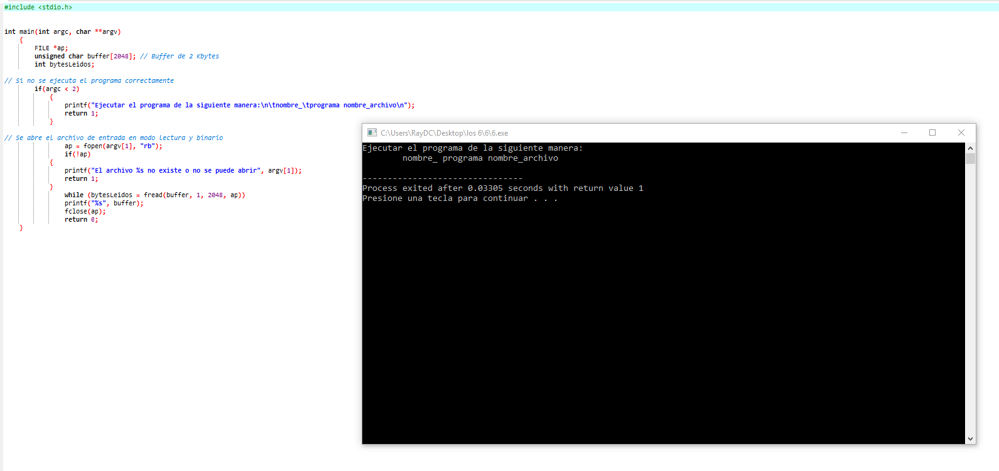 #include <stdio.h>
int main(int argc, char **argv)
{
FILE *ap;
unsigned char buffer[2048]; // Buffer de 2 Kbytes
int bytesLeidos;
// Si no se ejecuta el programa correctamente
if(argc < 2)
{
printf("Ejecutar el programa de la siguiente manera:\n\tnombre_\tprograma nombre_archivo\n");
return 1;
}
// Se abre el archivo de entrada en modo lectura y binario
ap = fopen(argv[1], "rb");
if(!ap)
{
printf("El archivo %s no existe o no se puede abrir", argv[1]);
return 1;
}
while (bytesLeidos = fread(buffer, 1, 2048, ap))
printf("%s", buffer);
fclose(ap);
return 0;
}
C:\Users\RayDC\Desktop\los 6\6\6.exe
Ejecutar el programa de la siguiente manera:
nombre_ programa nombre_archivo
--------------------------------
Process exited after 0.03305 seconds with return value 1
Presione una tecla para continuar . . .